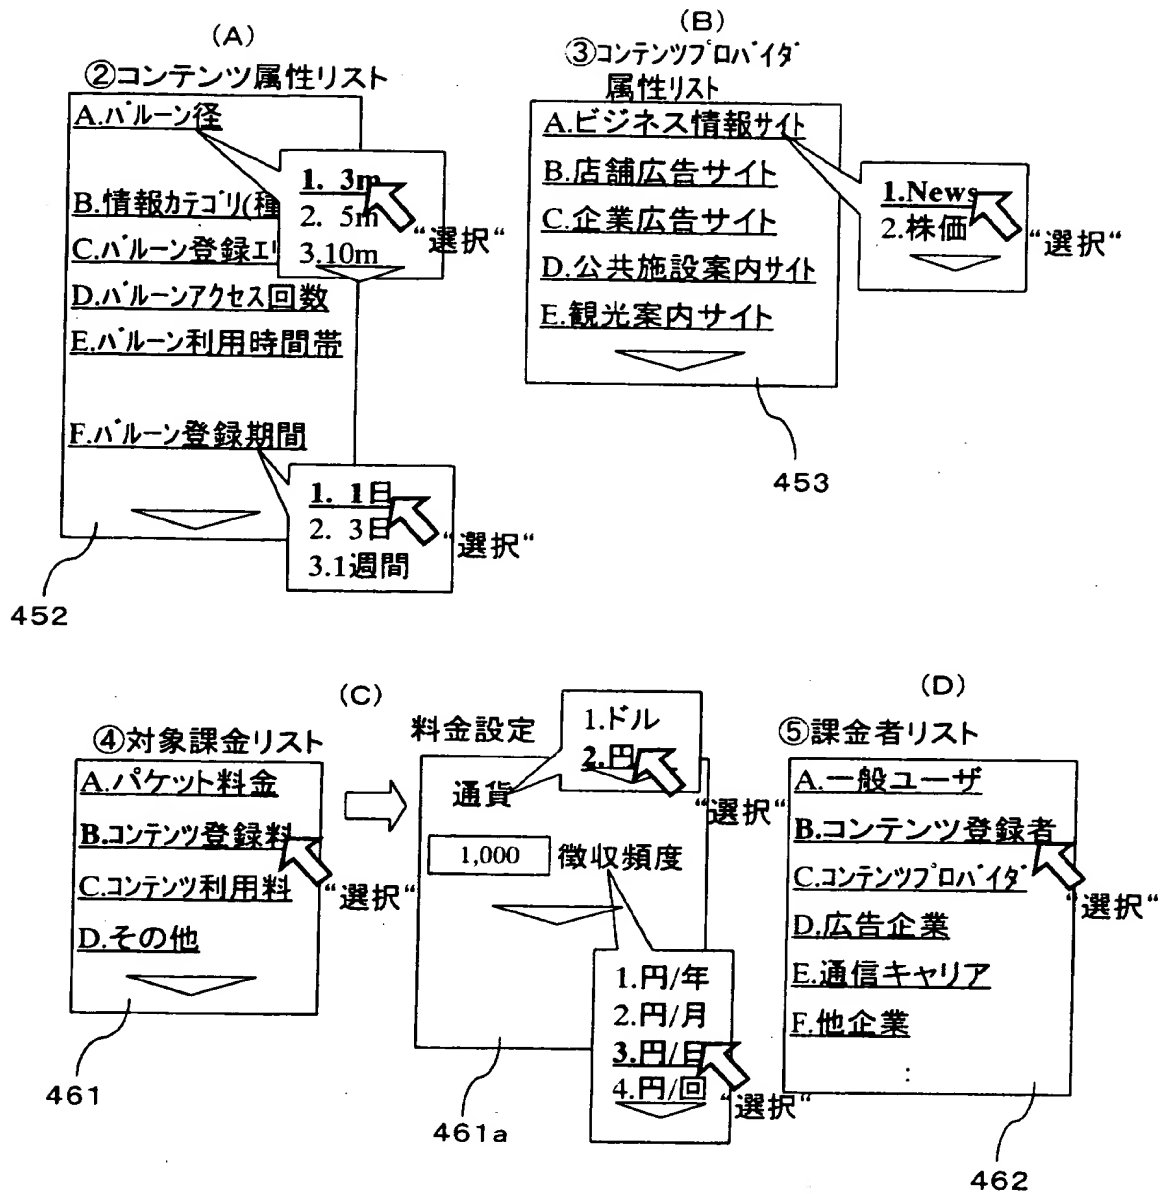 (A)
②コンテンツ属性リスト
A.バルーン径
1. 3m
2. 5m
3.10m
“選択“
B.情報カテゴリ(種
C.バルーン登録エリ
D.バルーンアクセス回数
E.バルーン利用時間帯
F.バルーン登録期間
1. 1日
2. 3日
3.1週間
“選択“
452
(B)
③コンテンツプロバイダ
属性リスト
A.ビジネス情報サイト
B.店舗広告サイト
C.企業広告サイト
D.公共施設案内サイト
E.観光案内サイト
1.News
2.株価
“選択“
453
(C)
④対象課金リスト
A.パケット料金
B.コンテンツ登録料
C.コンテンツ利用料
D.その他
“選択“
461
料金設定
通貨
1.ドル
2.円
“選択“
1,000 徴収頻度
1.円/年
2.円/月
3.円/日
4.円/回
“選択“
461a
(D)
⑤課金者リスト
A.一般ユーザ
B.コンテンツ登録者
C.コンテンツプロバイダ
D.広告企業
E.通信キャリア
F.他企業
:
“選択“
462